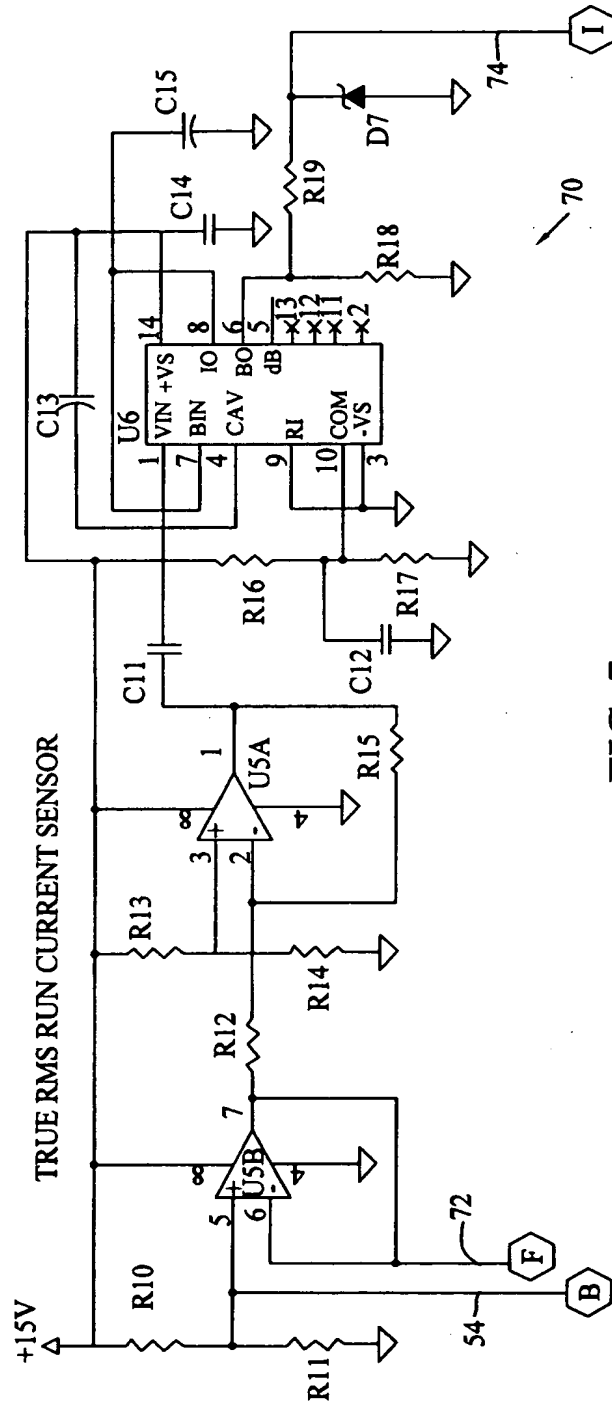 TRUE RMS RUN CURRENT SENSOR
+15V
R10
R11
54
B
5
6
U5B
7
8
4
72
F
R12
R13
R14
3
2
+
-
8
4
1
U5A
R15
C11
C12
R16
R17
C13
U6
1
7
4
9
10
3
VIN +VS
BIN
CAV
RI
COM
-VS
IO
BO
dB
14
8
6
5
13
12
11
2
C14
C15
R18
R19
D7
74
I
70